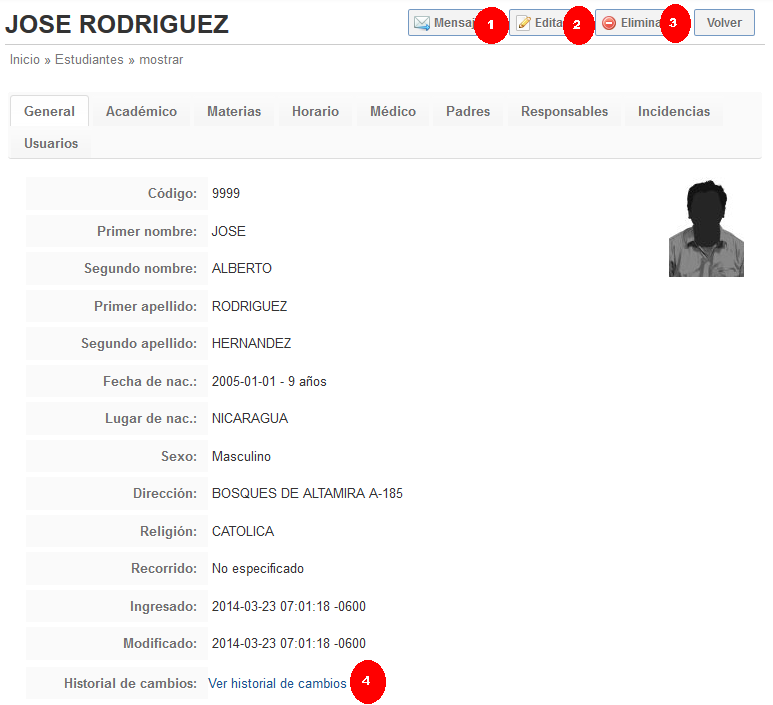 JOSE RODRIGUEZ
Mensaj 1 Edita 2 Elimina 3 Volver
Inicio » Estudiantes » mostrar
General Académico Materias Horario Médico Padres Responsables Incidencias
Usuarios
Código: 9999
Primer nombre: JOSE
Segundo nombre: ALBERTO
Primer apellido: RODRIGUEZ
Segundo apellido: HERNANDEZ
Fecha de nac.: 2005-01-01 - 9 años
Lugar de nac.: NICARAGUA
Sexo: Masculino
Dirección: BOSQUES DE ALTAMIRA A-185
Religión: CATOLICA
Recorrido: No especificado
Ingresado: 2014-03-23 07:01:18 -0600
Modificado: 2014-03-23 07:01:18 -0600
Historial de cambios: Ver historial de cambios 4